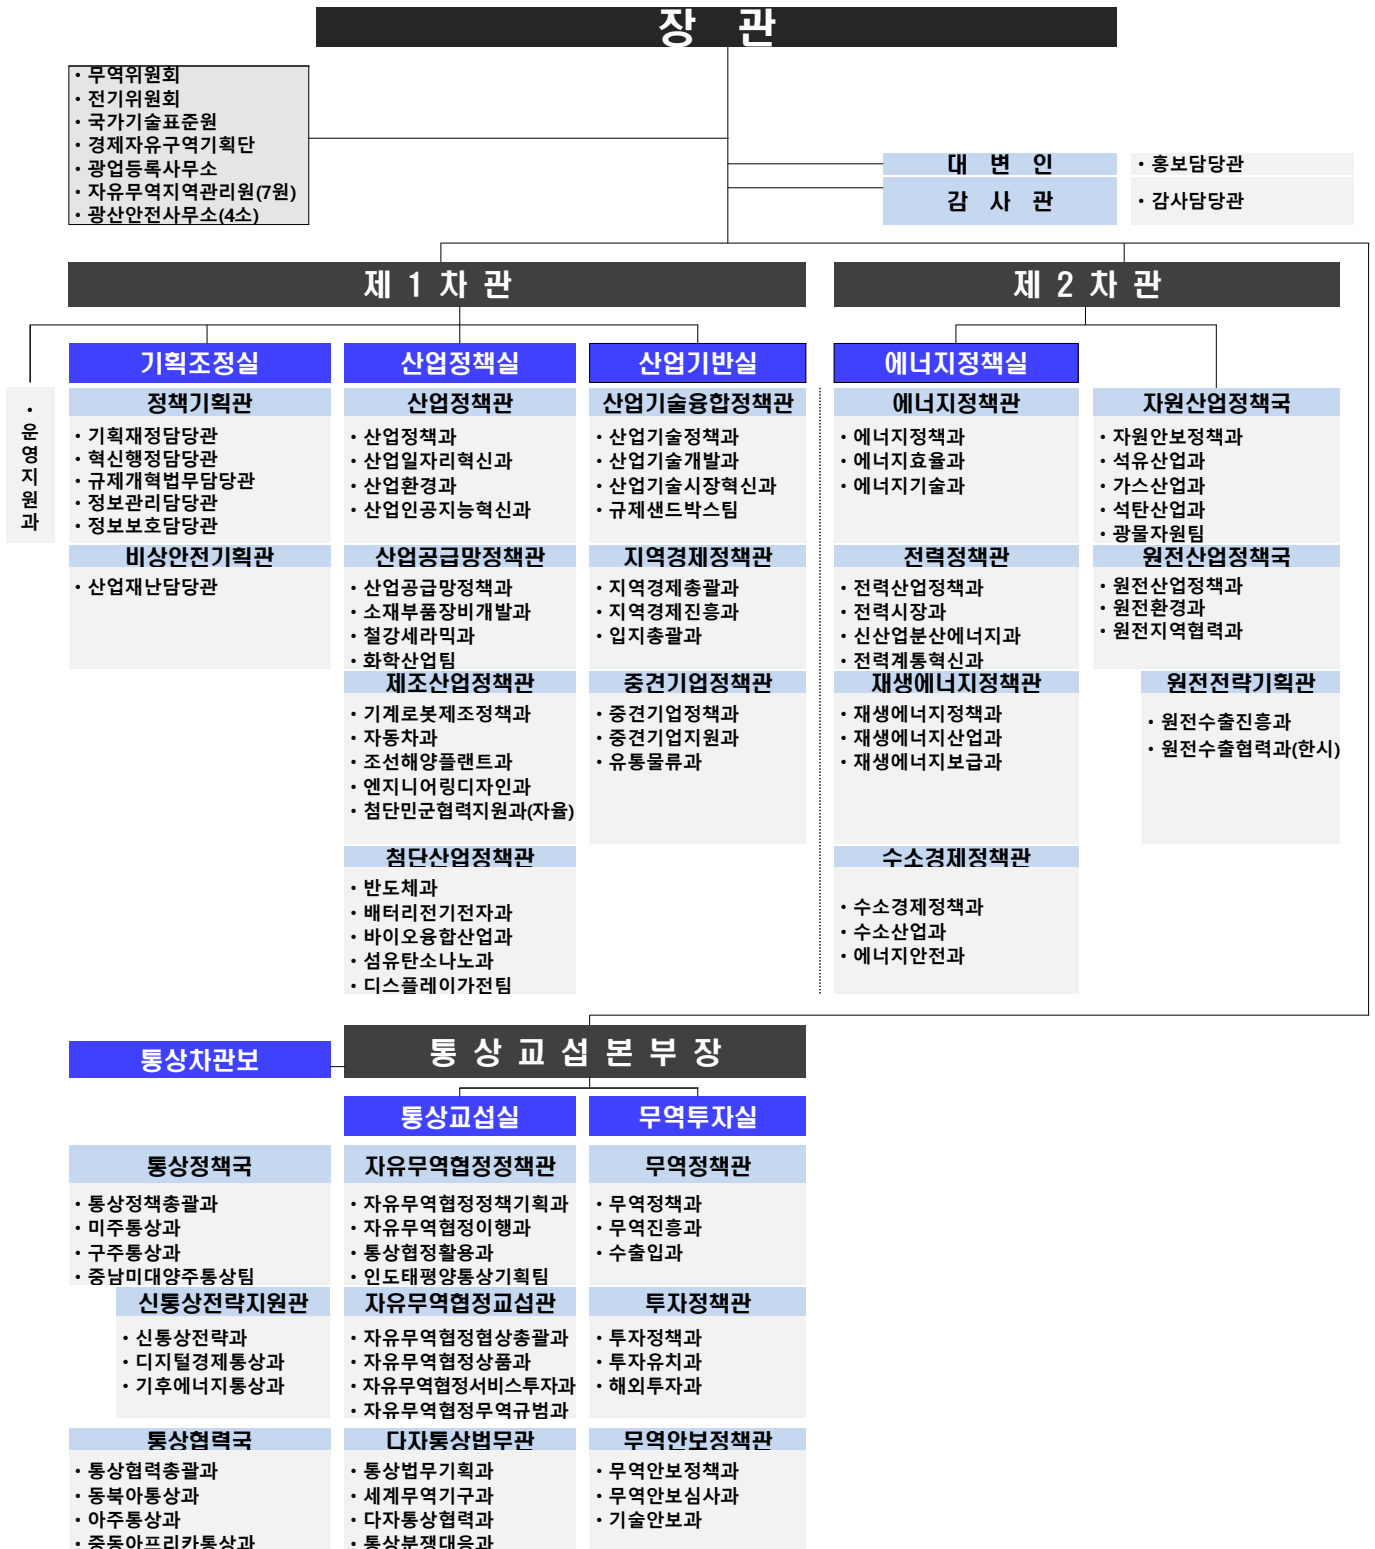 장 관
· 무역위원회
· 전기위원회
· 국가기술표준원
· 경제자유구역기획단
· 광업등록사무소
· 자유무역지역관리원(7원)
· 광산안전사무소(4소)
대 변 인
· 홍보담당관
감 사 관
· 감사담당관
제 1 차 관
제 2 차 관
· 운영지원과
기획조정실
정책기획관
· 기획재정담당관
· 혁신행정담당관
· 규제개혁법무담당관
· 정보관리담당관
· 정보보호담당관
비상안전기획관
· 산업재난담당관
산업정책실
산업정책관
· 산업정책과
· 산업일자리혁신과
· 산업환경과
· 산업인공지능혁신과
산업공급망정책관
· 산업공급망정책과
· 소재부품장비개발과
· 철강세라믹과
· 화학산업팀
제조산업정책관
· 기계로봇제조정책과
· 자동차과
· 조선해양플랜트과
· 엔지니어링디자인과
· 첨단민군협력지원과(자율)
첨단산업정책관
· 반도체과
· 배터리전기전자과
· 바이오융합산업과
· 섬유탄소나노과
· 디스플레이가전팀
산업기반실
산업기술융합정책관
· 산업기술정책과
· 산업기술개발과
· 산업기술시장혁신과
· 규제샌드박스팀
지역경제정책관
· 지역경제총괄과
· 지역경제진흥과
· 입지총괄과
중견기업정책관
· 중견기업정책과
· 중견기업지원과
· 유통물류과
에너지정책실
에너지정책관
· 에너지정책과
· 에너지효율과
· 에너지기술과
전력정책관
· 전력산업정책과
· 전력시장과
· 신산업분산에너지과
· 전력계통혁신과
재생에너지정책관
· 재생에너지정책과
· 재생에너지산업과
· 재생에너지보급과
수소경제정책관
· 수소경제정책과
· 수소산업과
· 에너지안전과
자원산업정책국
· 자원안보정책과
· 석유산업과
· 가스산업과
· 석탄산업과
· 광물자원팀
원전산업정책국
· 원전산업정책과
· 원전환경과
· 원전지역협력과
원전전략기획관
· 원전수출진흥과
· 원전수출협력과(한시)
통상차관보
통 상 교 섭 본 부 장
통상정책국
· 통상정책총괄과
· 미주통상과
· 구주통상과
· 중남미대양주통상팀
신통상전략지원관
· 신통상전략과
· 디지털경제통상과
· 기후에너지통상과
통상협력국
· 통상협력총괄과
· 동북아통상과
· 아주통상과
· 중동아프리카통상과
통상교섭실
자유무역협정정책관
· 자유무역협정정책기획과
· 자유무역협정이행과
· 통상협정활용과
· 인도태평양통상기획팀
자유무역협정교섭관
· 자유무역협정협상총괄과
· 자유무역협정상품과
· 자유무역협정서비스투자과
· 자유무역협정무역규범과
다자통상법무관
· 통상법무기획과
· 세계무역기구과
· 다자통상협력과
· 통상분쟁대응과
무역투자실
무역정책관
· 무역정책과
· 무역진흥과
· 수출입과
투자정책관
· 투자정책과
· 투자유치과
· 해외투자과
무역안보정책관
· 무역안보정책과
· 무역안보심사과
· 기술안보과